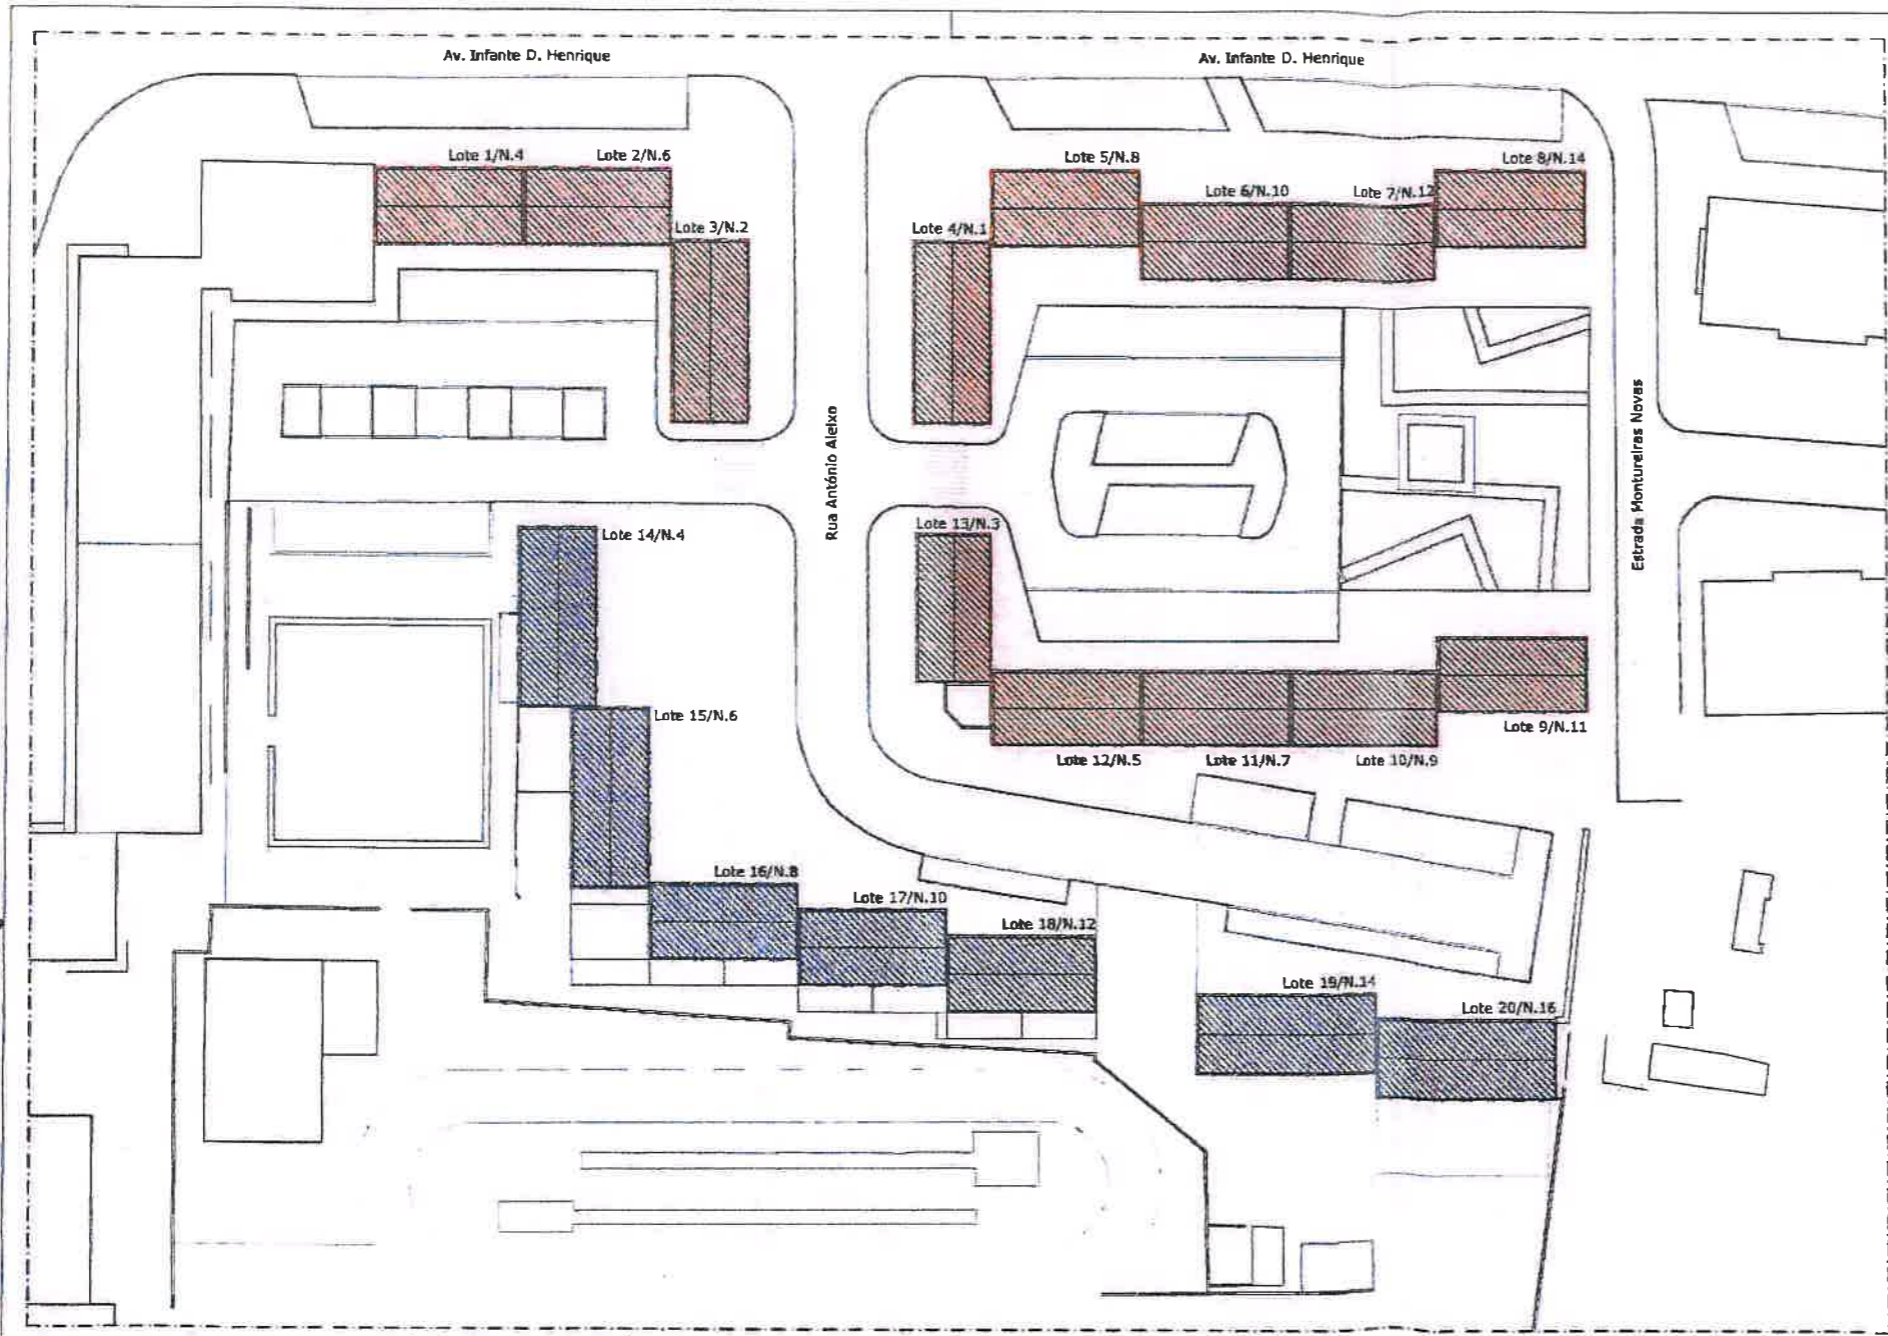 Av. Infante D. Henrique
Av. Infante D. Henrique
Lote 1/N.4
Lote 2/N.6
Lote 5/N.8
Lote 8/N.14
Lote 6/N.10
Lote 7/N.12
Lote 3/N.2
Lote 4/N.1
Rua António Aleixo
Estrada Montureiras Novas
Lote 13/N.3
Lote 14/N.4
Lote 15/N.6
Lote 9/N.11
Lote 12/N.5
Lote 11/N.7
Lote 10/N.9
Lote 16/N.8
Lote 17/N.10
Lote 18/N.12
Lote 19/N.14
Lote 20/N.16